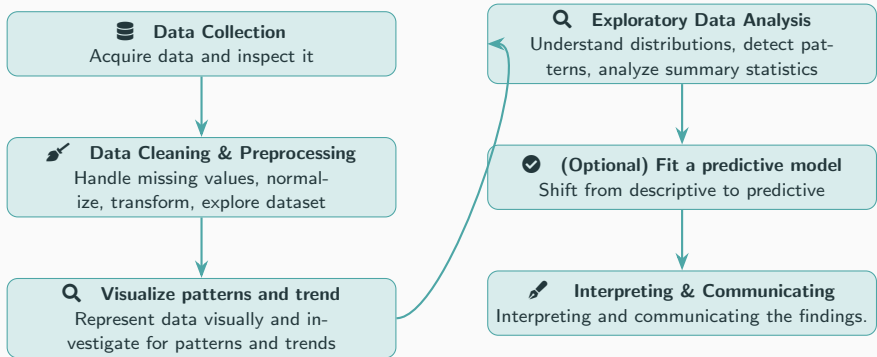 Data Collection
Acquire data and inspect it
Data Cleaning & Preprocessing
Handle missing values, normal-
ize, transform, explore dataset
Visualize patterns and trend
Represent data visually and in-
vestigate for patterns and trends
Exploratory Data Analysis
Understand distributions, detect pat-
terns, analyze summary statistics
(Optional) Fit a predictive model
Shift from descriptive to predictive
Interpreting & Communicating
Interpreting and communicating the findings.